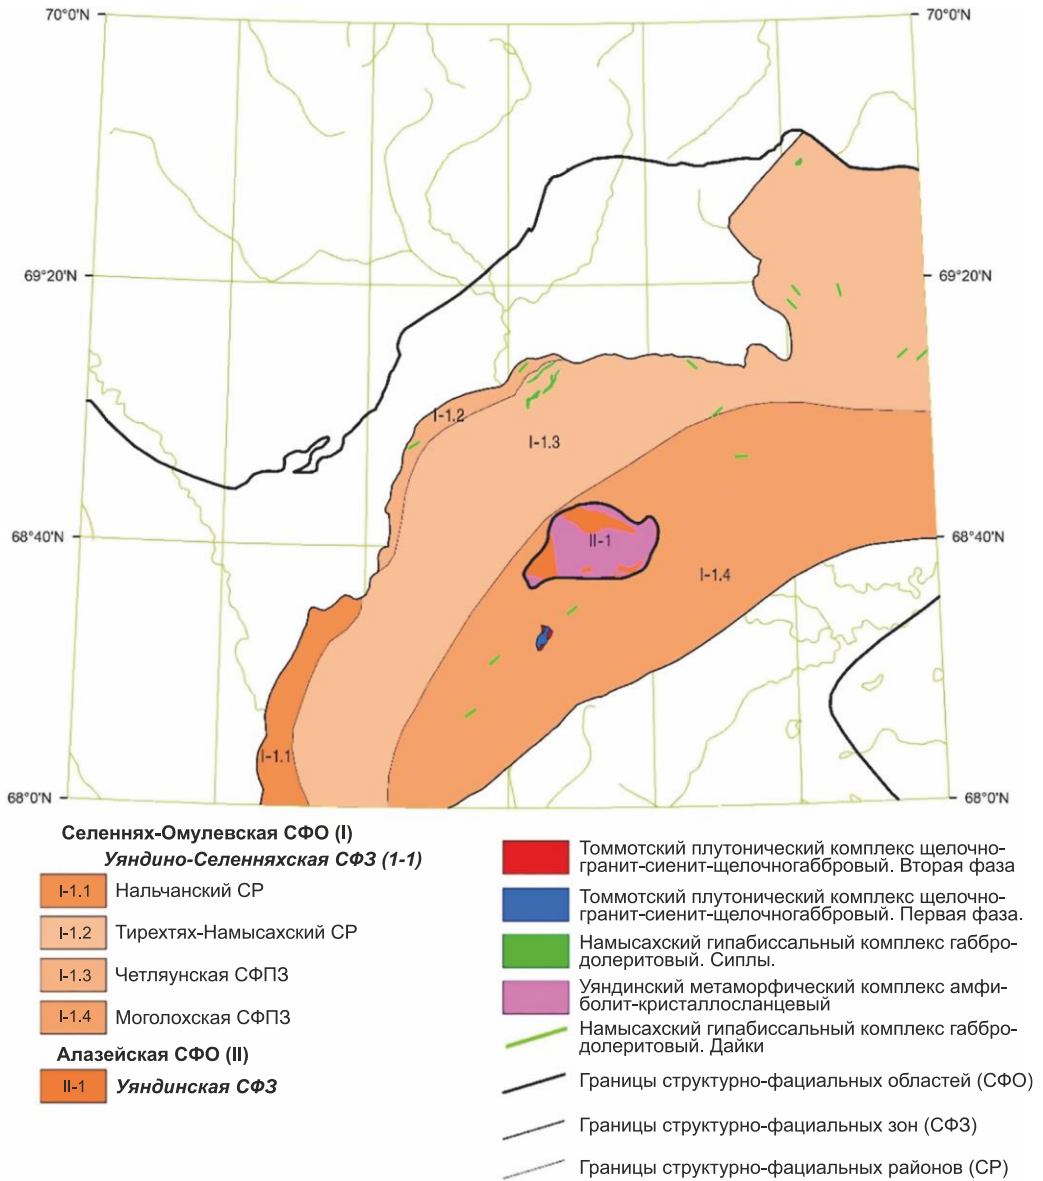 70°0'N
70°0'N
69°20'N
69°20'N
I-1.2
I-1.3
68°40'N
68°40'N
II-1
I-1.4
I-1.1
68°0'N
68°0'N
Селеннях-Омулевская СФО (I)
Уяндино-Селенняхская СФЗ (1-1)
I-1.1 Нальчанский СР
I-1.2 Тирехтях-Намысахский СР
I-1.3 Четляунская СФПЗ
I-1.4 Моголохская СФПЗ
Алазейская СФО (II)
II-1 Уяндинская СФЗ
Томмотский плутонический комплекс щелочно-
гранит-сиенит-щелочногаббровый. Вторая фаза
Томмотский плутонический комплекс щелочно-
гранит-сиенит-щелочногаббровый. Первая фаза.
Намысахский гипабиссальный комплекс габбро-
долеритовый. Сиплы.
Уяндинский метаморфический комплекс амфи-
болит-кристаллосланцевый
Намысахский гипабиссальный комплекс габбро-
долеритовый. Дайки
Границы структурно-фациальных областей (СФО)
Границы структурно-фациальных зон (СФЗ)
Границы структурно-фациальных районов (СР)